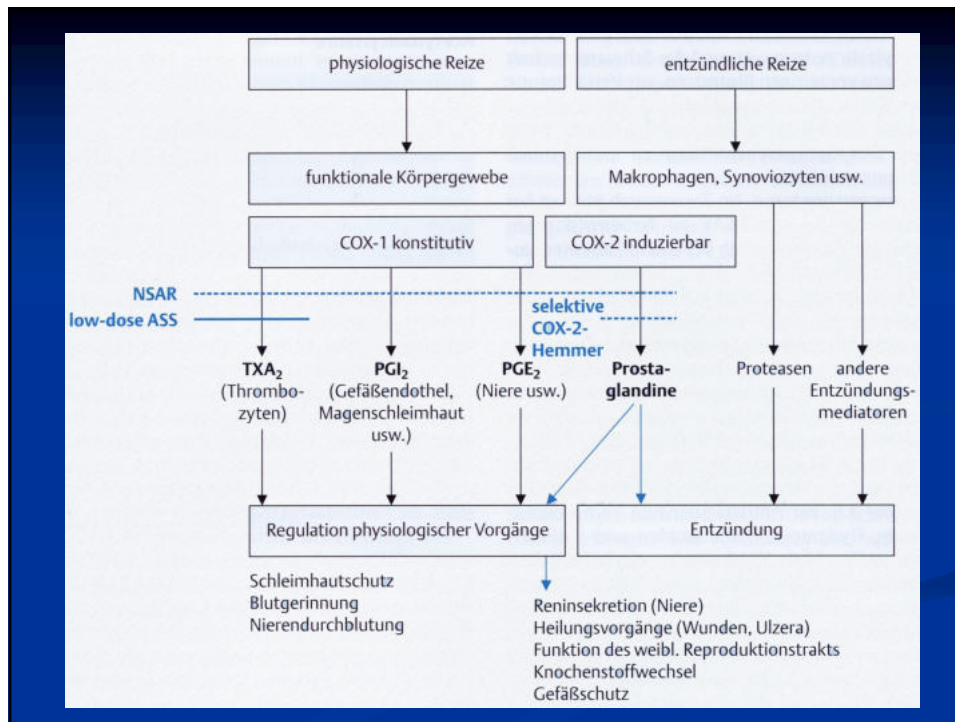 physiologische Reize
entzündliche Reize
funktionale Körpergewebe
Makrophagen, Synoviozyten usw.
COX-1 konstitutiv
COX-2 induzierbar
NSAR
low-dose ASS
selektive
COX-2-
Hemmer
TXA₂
(Thrombo-
zyten)
PGI₂
(Gefäßendothel,
Magenschleimhaut
usw.)
PGE₂
(Niere usw.)
Prosta-
glandine
Proteasen
andere
Entzündungs-
mediatoren
Regulation physiologischer Vorgänge
Entzündung
Schleimhautschutz
Blutgerinnung
Nierendurchblutung
Reninsekretion (Niere)
Heilungsvorgänge (Wunden, Ulzera)
Funktion des weibl. Reproduktionstrakts
Knochenstoffwechsel
Gefäßschutz